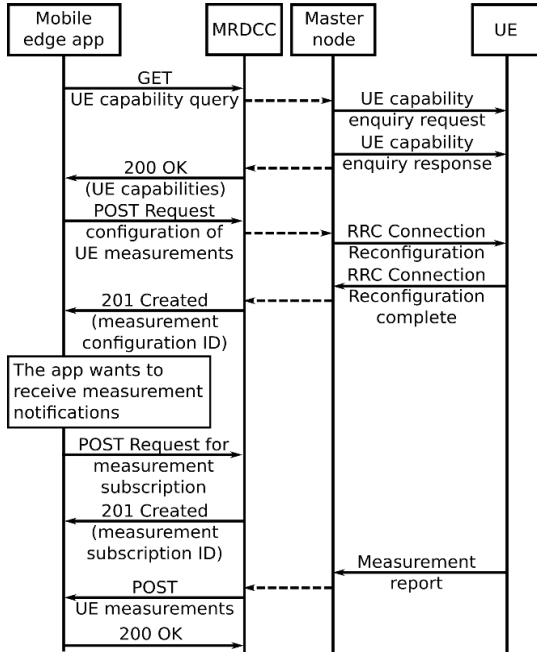 Mobile
edge app
MRDCC
Master
node
UE
GET
UE capability query
UE capability
enquiry request
UE capability
enquiry response
200 OK
(UE capabilities)
POST Request
configuration of
UE measurements
RRC Connection
Reconfiguration
RRC Connection
Reconfiguration
complete
201 Created
(measurement
configuration ID)
The app wants to
receive measurement
notifications
POST Request for
measurement
subscription
201 Created
(measurement
subscription ID)
Measurement
report
POST
UE measurements
200 OK